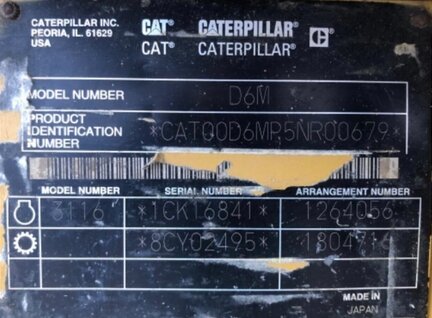 CATERPILLAR INC. CAT® CATERPILLAR®
PEORIA, IL. 61629 CAT® CATERPILLAR®
USA
MODEL NUMBER D6M
PRODUCT
IDENTIFICATION *CAT00D6MP5NR00679*
NUMBER
MODEL NUMBER SERIAL NUMBER ARRANGEMENT NUMBER
3116 *1CK16841* 1264056
*8CY02495*
MADE IN
JAPAN